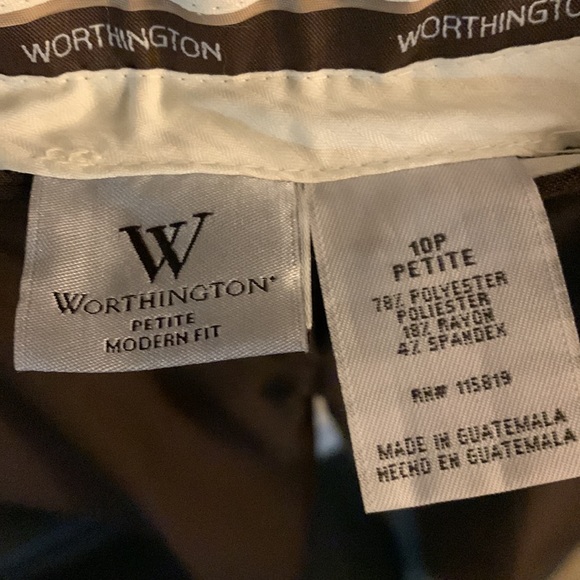 WORTHINGTON
WORTHINGTO
W
WORTHINGTON
PETITE
MODERN FIT
10P
PETITE
78% POLYESTER
POLIESTER
18% RAYON
4% SPANDEX
RN# 115819
MADE IN GUATEMALA
HECHO EN GUATEMALA